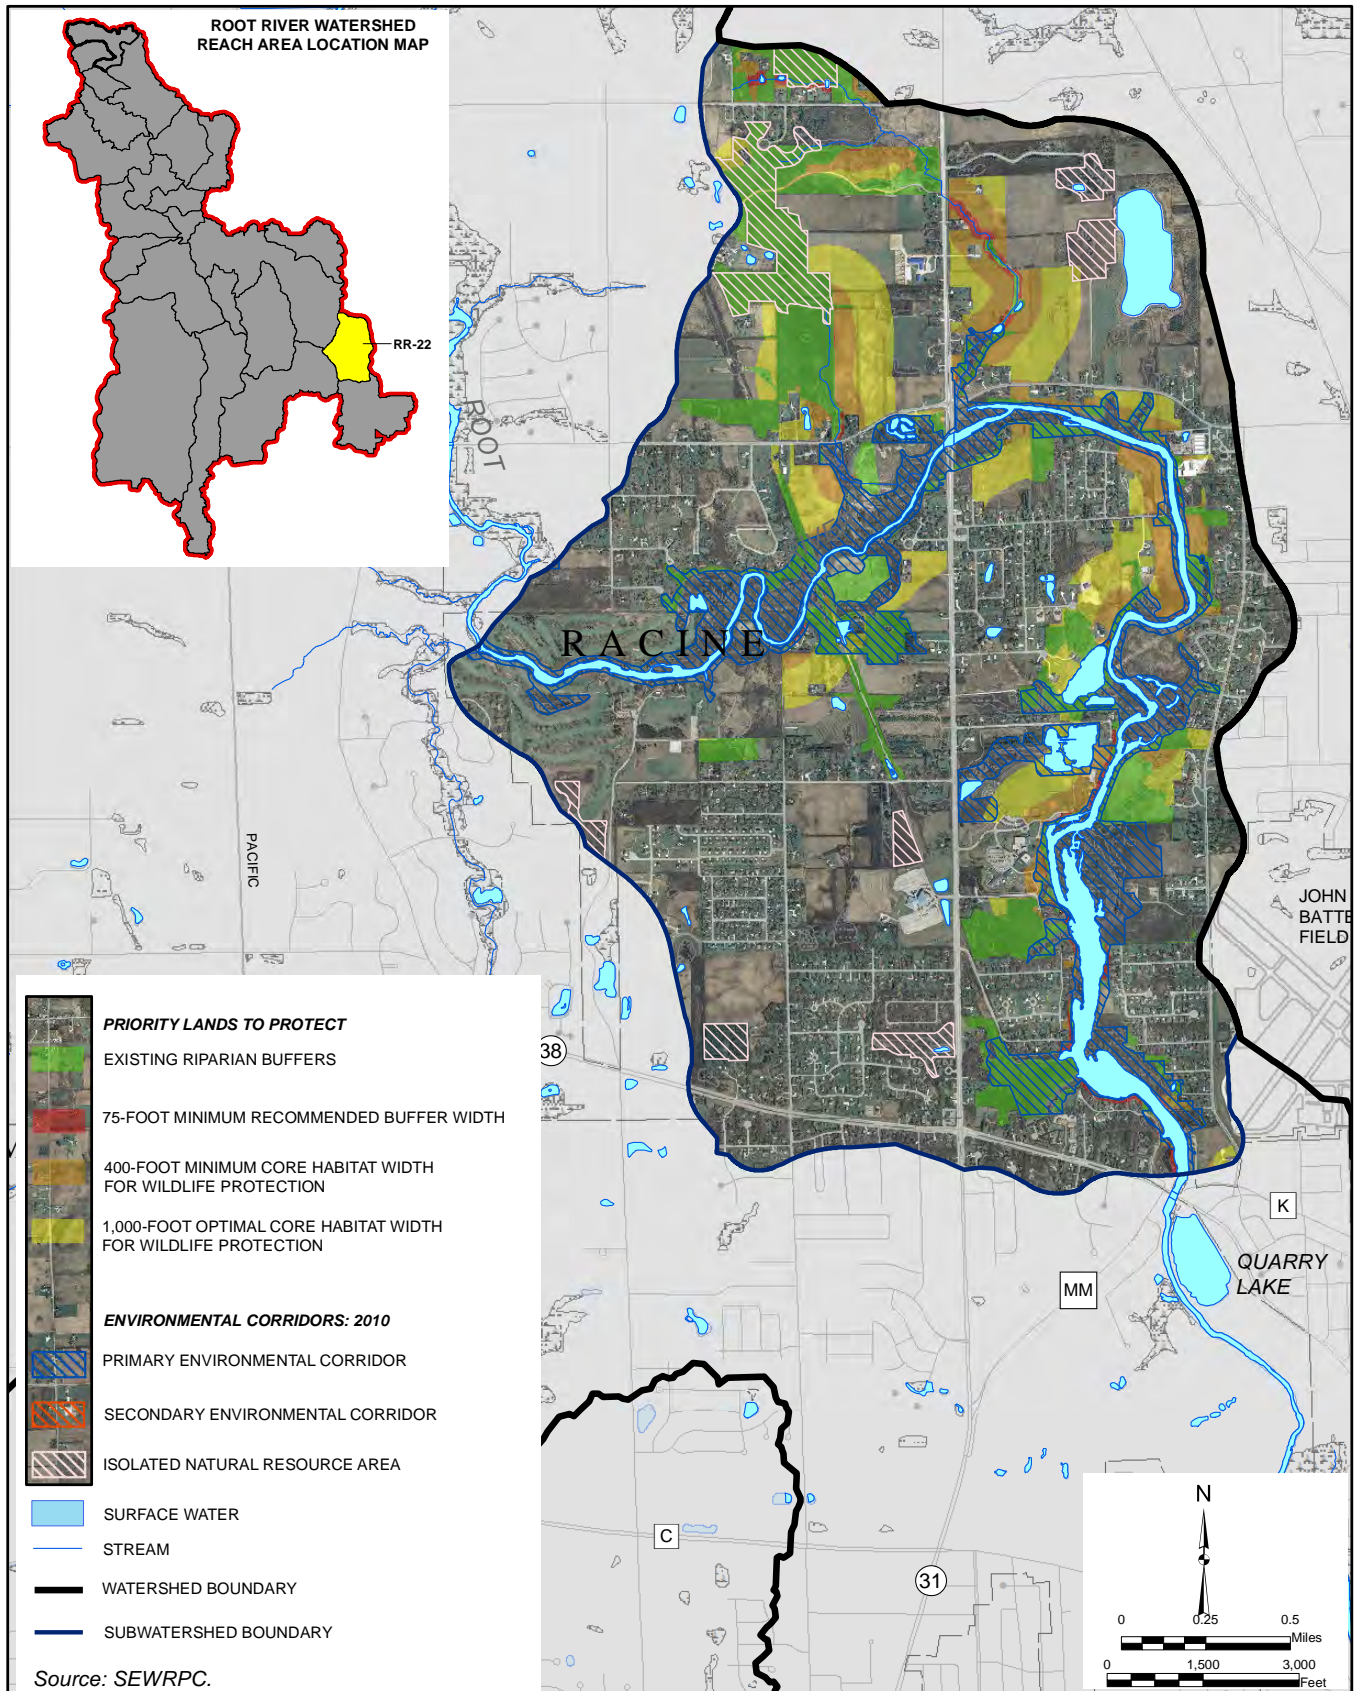 ROOT RIVER WATERSHED
REACH AREA LOCATION MAP
RR-22
ROOT
RACINE
PACIFIC
JOHN
BATTE
FIELD
38
K
QUARRY
LAKE
MM
C
31
PRIORITY LANDS TO PROTECT
EXISTING RIPARIAN BUFFERS
75-FOOT MINIMUM RECOMMENDED BUFFER WIDTH
400-FOOT MINIMUM CORE HABITAT WIDTH
FOR WILDLIFE PROTECTION
1,000-FOOT OPTIMAL CORE HABITAT WIDTH
FOR WILDLIFE PROTECTION
ENVIRONMENTAL CORRIDORS: 2010
PRIMARY ENVIRONMENTAL CORRIDOR
SECONDARY ENVIRONMENTAL CORRIDOR
ISOLATED NATURAL RESOURCE AREA
SURFACE WATER
STREAM
WATERSHED BOUNDARY
SUBWATERSHED BOUNDARY
Source: SEWRPC.
N
0 0.25 0.5
Miles
0 1,500 3,000
Feet